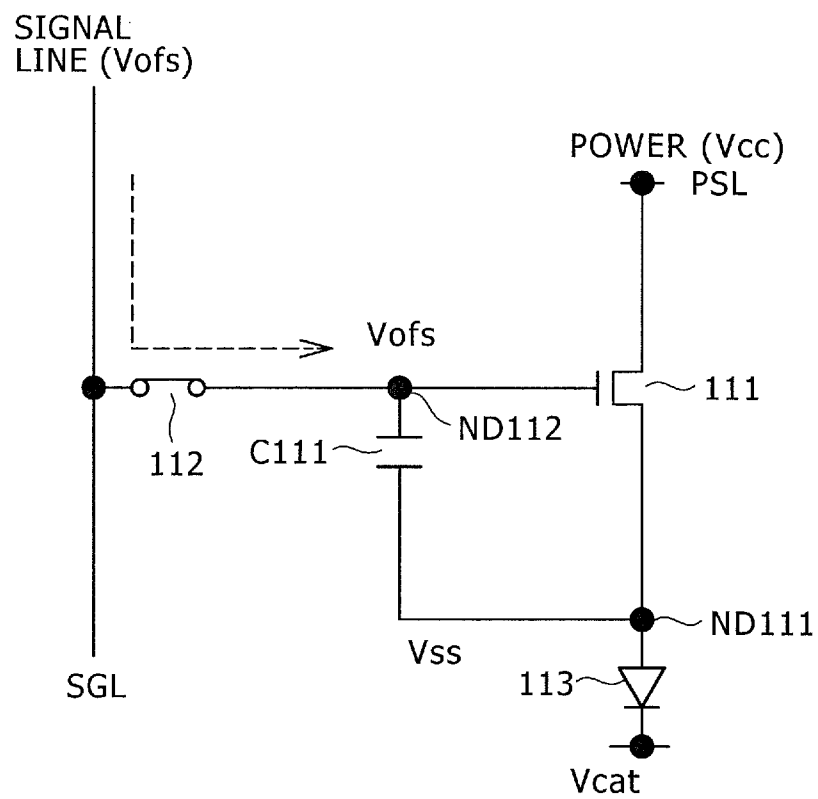 SIGNAL
LINE (Vofs)
POWER (Vcc)
PSL
Vofs
111
ND112
112
C111
ND111
Vss
SGL
113
Vcat